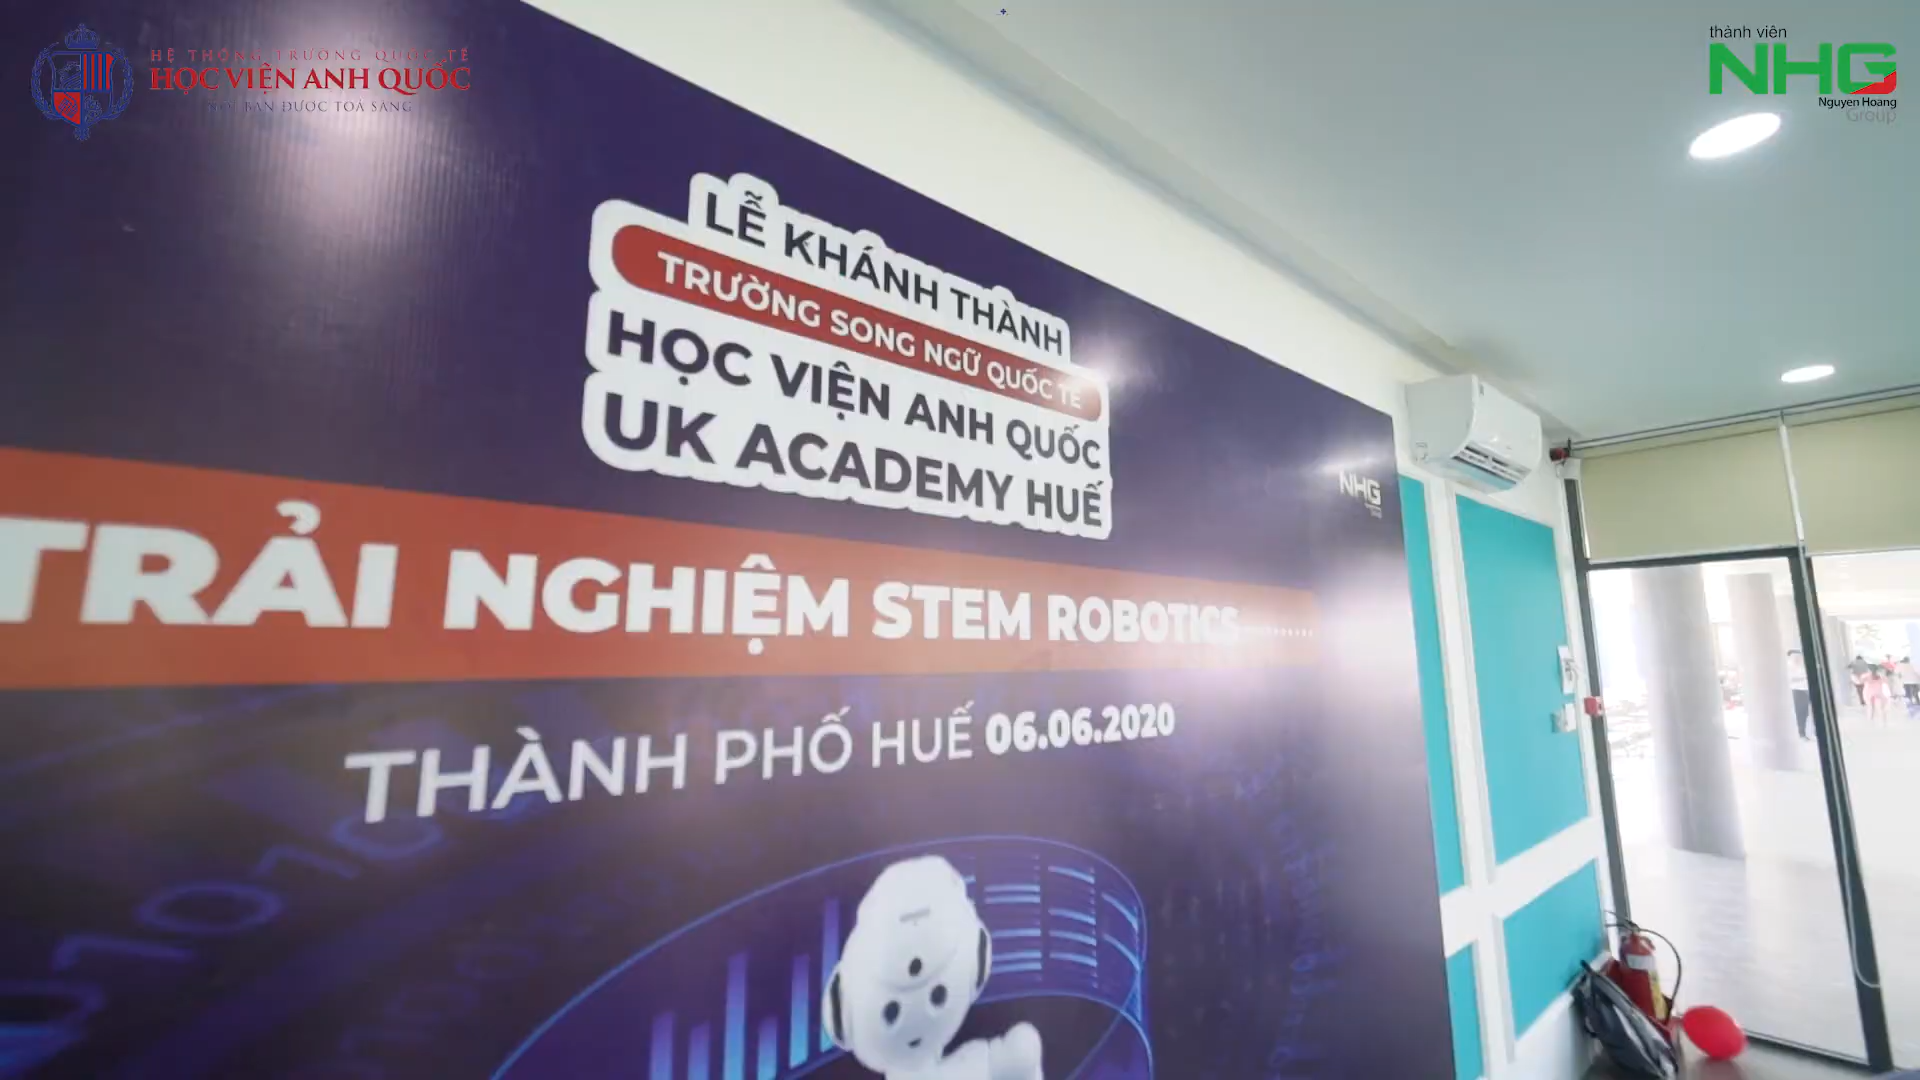 HỆ THỐNG TRƯỜNG QUỐC TẾ
HỌC VIỆN ANH QUỐC
NƠI BẠN ĐƯỢC TOẢ SÁNG
thành viên
NHG
Nguyen Hoang
Group
LỄ KHÁNH THÀNH
TRƯỜNG SONG NGỮ QUỐC TẾ
HỌC VIỆN ANH QUỐC
UK ACADEMY HUẾ
NHG
TRẢI NGHIỆM STEM ROBOTICS
THÀNH PHỐ HUẾ 06.06.2020